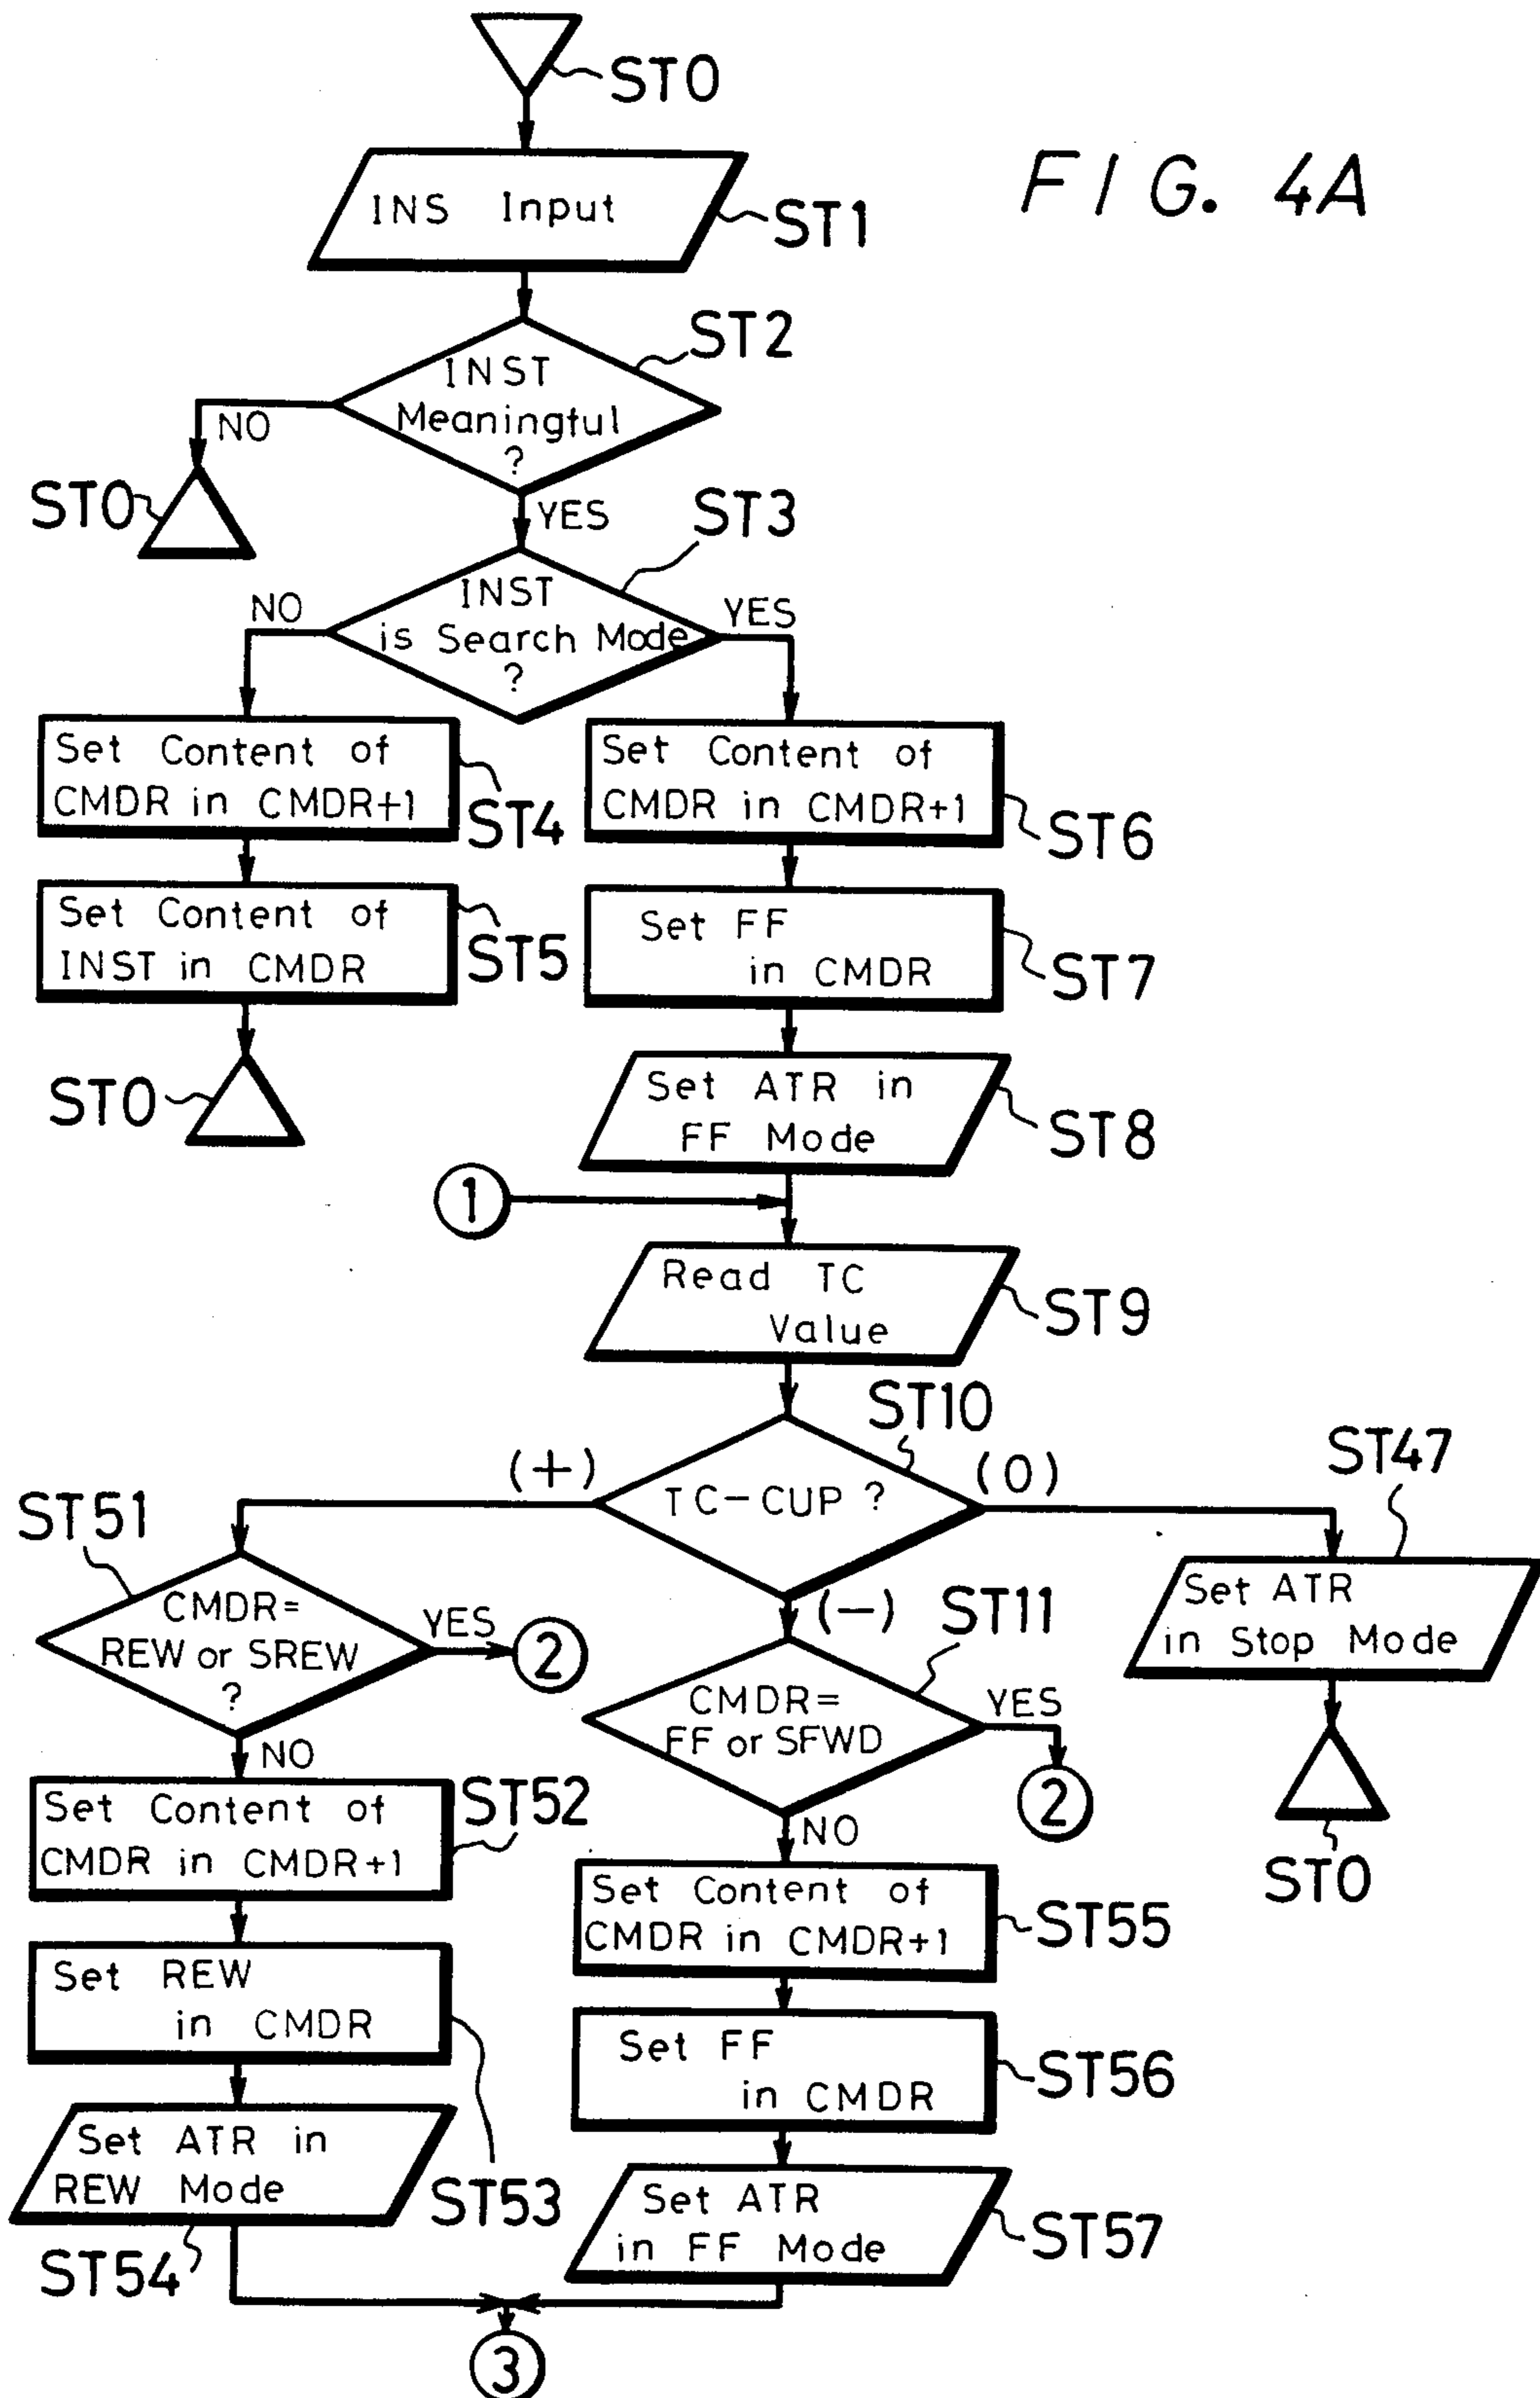 ST0
FIG. 4A
INS Input
ST1
ST2
INST
Meaningful
?
NO
ST0
YES
ST3
INST
is Search Mode
?
NO
YES
Set Content of
CMDR in CMDR+1
ST4
Set Content of
CMDR in CMDR+1
ST6
Set Content of
INST in CMDR
ST5
Set FF
in CMDR
ST7
ST0
Set ATR in
FF Mode
ST8
1
Read TC
Value
ST9
ST10
TC-CUP ?
(+)
(0)
(-)
ST47
Set ATR
in Stop Mode
ST0
ST51
CMDR=
REW or SREW
?
YES
2
NO
ST11
CMDR=
FF or SFWD
YES
2
NO
Set Content of
CMDR in CMDR+1
ST52
Set Content of
CMDR in CMDR+1
ST55
Set REW
in CMDR
ST53
Set FF
in CMDR
ST56
Set ATR in
REW Mode
ST54
Set ATR
in FF Mode
ST57
3